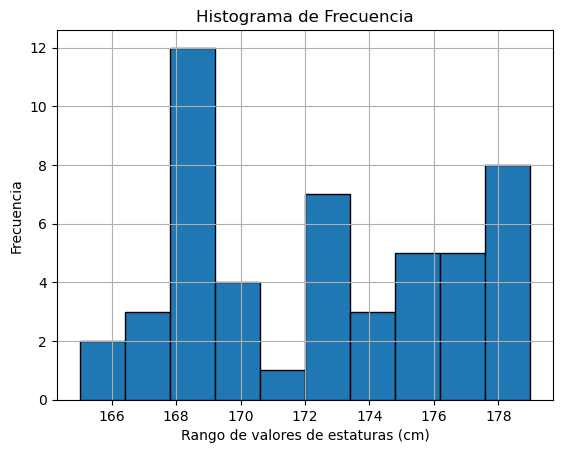 Histograma de Frecuencia
12
10
8
6
4
2
0
Frecuencia
166 168 170 172 174 176 178
Rango de valores de estaturas (cm)